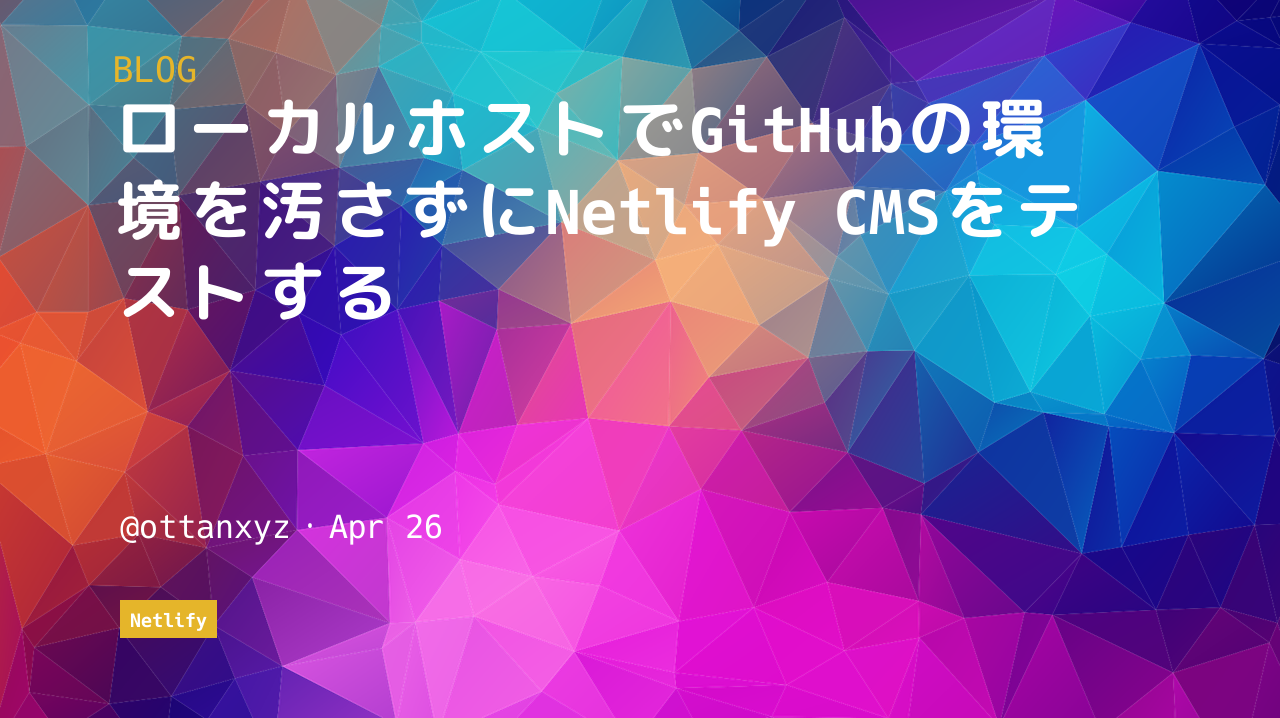 BLOG
ローカルホストでGitHubの環
境を汚さずにNetlify CMSをテ
ストする
@ottanxyz・Apr 26
Netlify